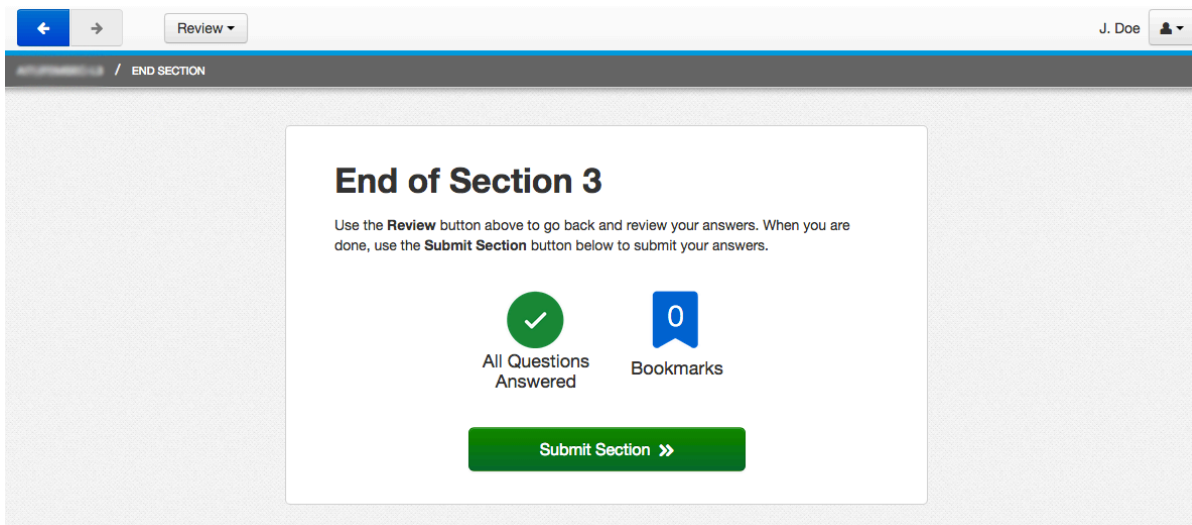 Review
J. Doe
/ END SECTION
End of Section 3
Use the Review button above to go back and review your answers. When you are
done, use the Submit Section button below to submit your answers.
0
All Questions
Answered
Bookmarks
Submit Section